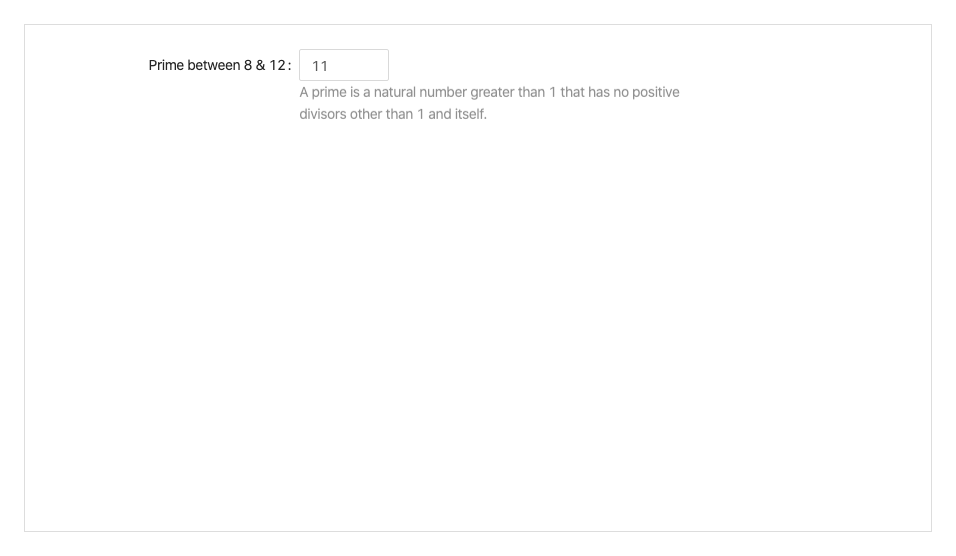 Prime between 8 & 12: 11
A prime is a natural number greater than 1 that has no positive
divisors other than 1 and itself.